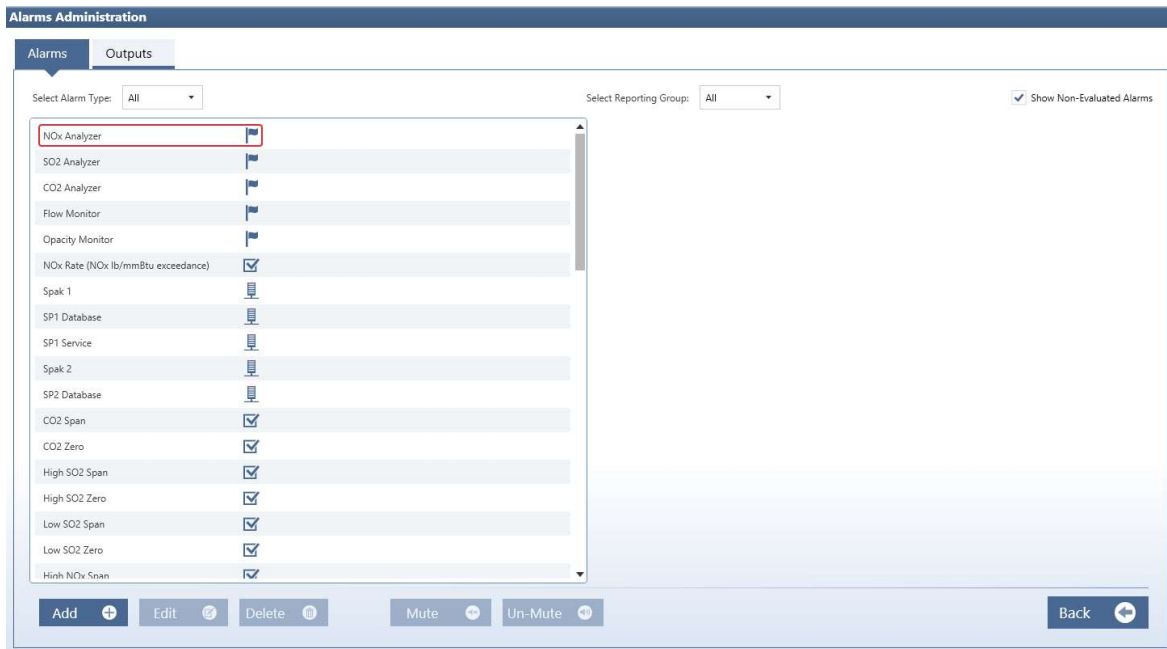 Alarms Administration
Alarms Outputs
Select Alarm Type: All Select Reporting Group: All Show Non-Evaluated Alarms
NOx Analyzer
SO2 Analyzer
CO2 Analyzer
Flow Monitor
Opacity Monitor
NOx Rate (NOx lb/mmBtu exceedance)
Spak 1
SP1 Database
SP1 Service
Spak 2
SP2 Database
CO2 Span
CO2 Zero
High SO2 Span
High SO2 Zero
Low SO2 Span
Low SO2 Zero
High NOx Span
Add Edit Delete Mute Un-Mute Back